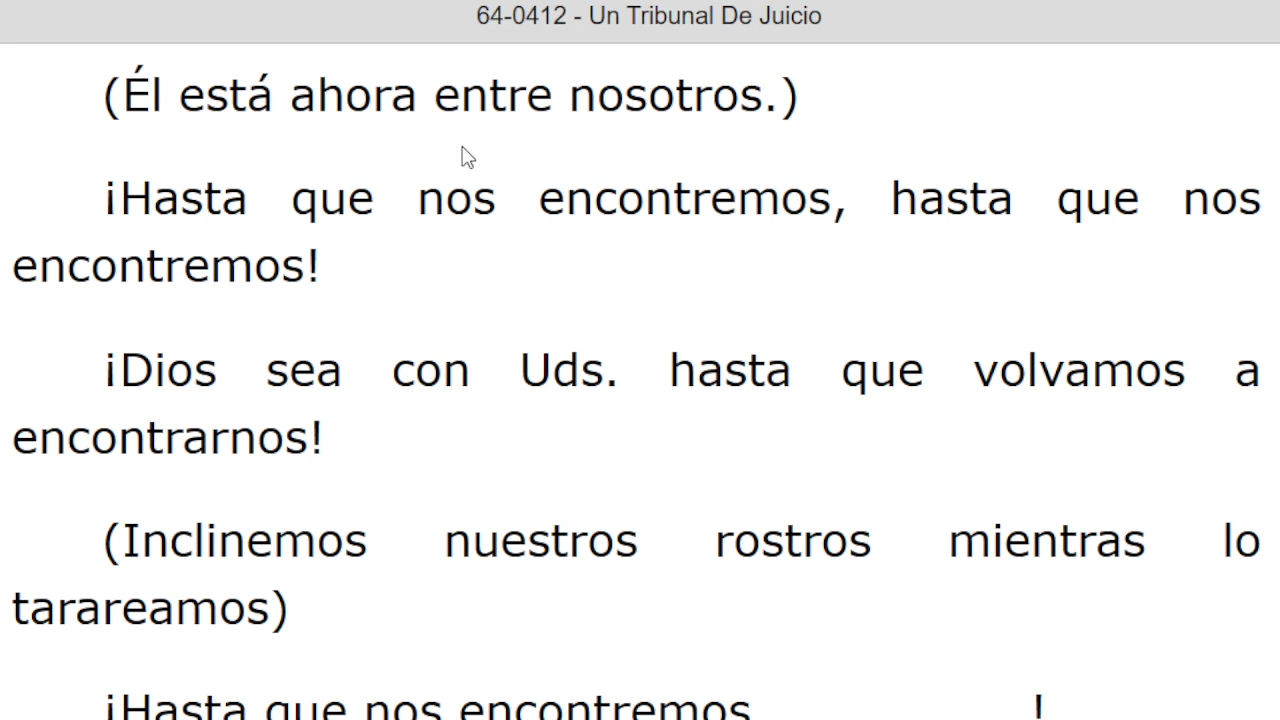 64-0412 - Un Tribunal De Juicio
(Él está ahora entre nosotros.)
¡Hasta que nos encontremos, hasta que nos
encontremos!
¡Dios sea con Uds. hasta que volvamos a
encontrarnos!
(Inclinemos nuestros rostros mientras lo
tarareamos)
¡Hasta que nos encontremos !